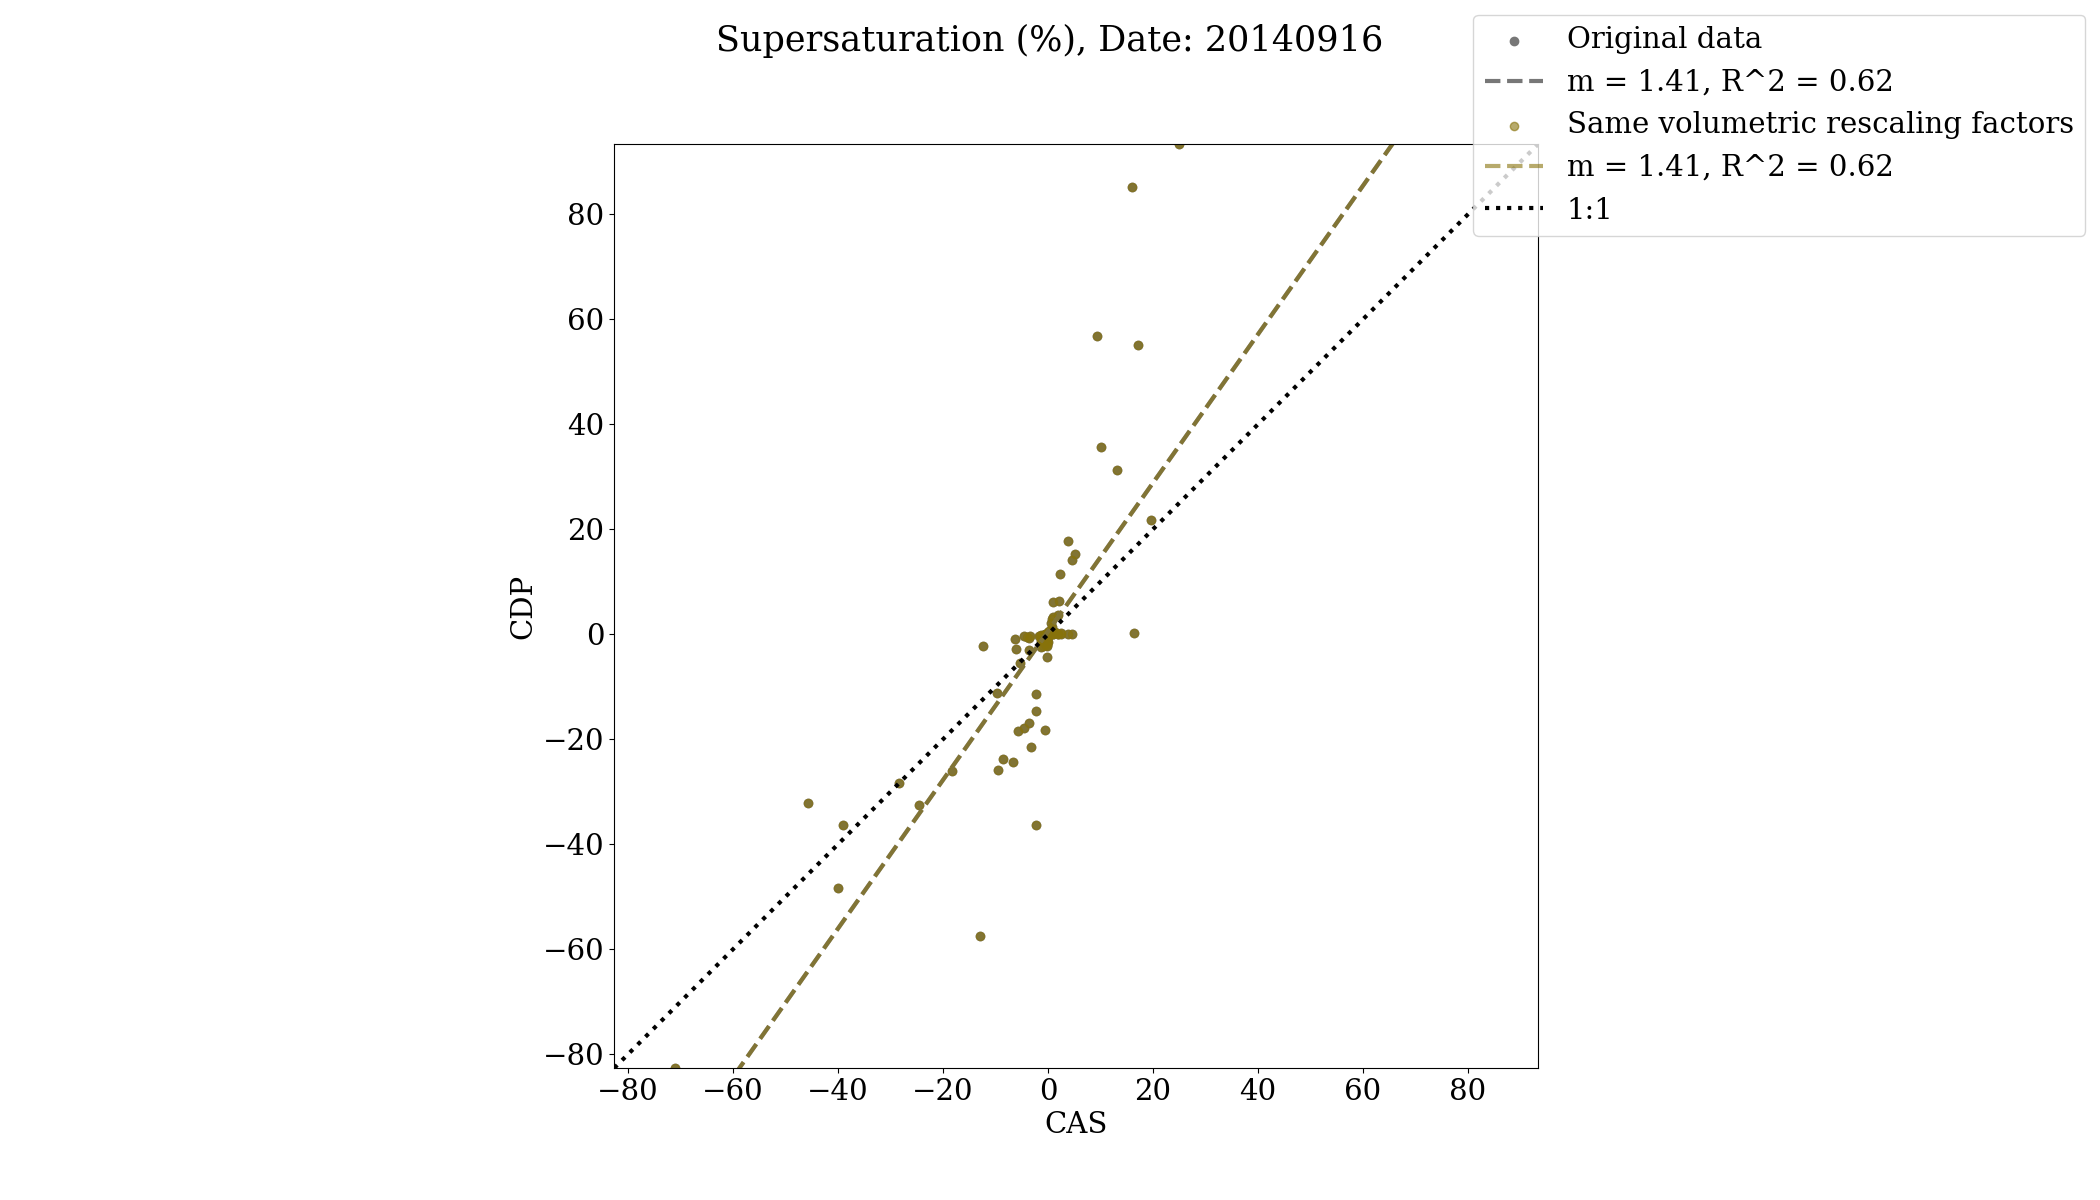 Supersaturation (%), Date: 20140916
Original data
m = 1.41, R^2 = 0.62
Same volumetric rescaling factors
m = 1.41, R^2 = 0.62
1:1
80
60
40
20
0
−20
−40
−60
−80
CDP
−80 −60 −40 −20 0 20 40 60 80
CAS